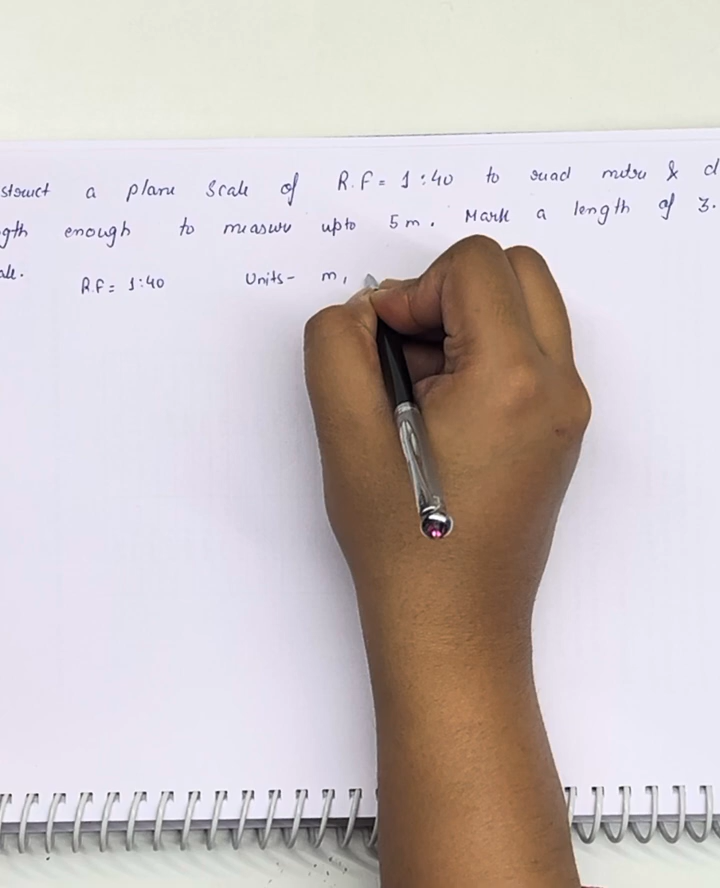 struct a plane scale of R.F = 1:40 to read metre & d
gth enough to measure upto 5m. Mark a length of 3.
ale. R.F = 1:40 Units- m,